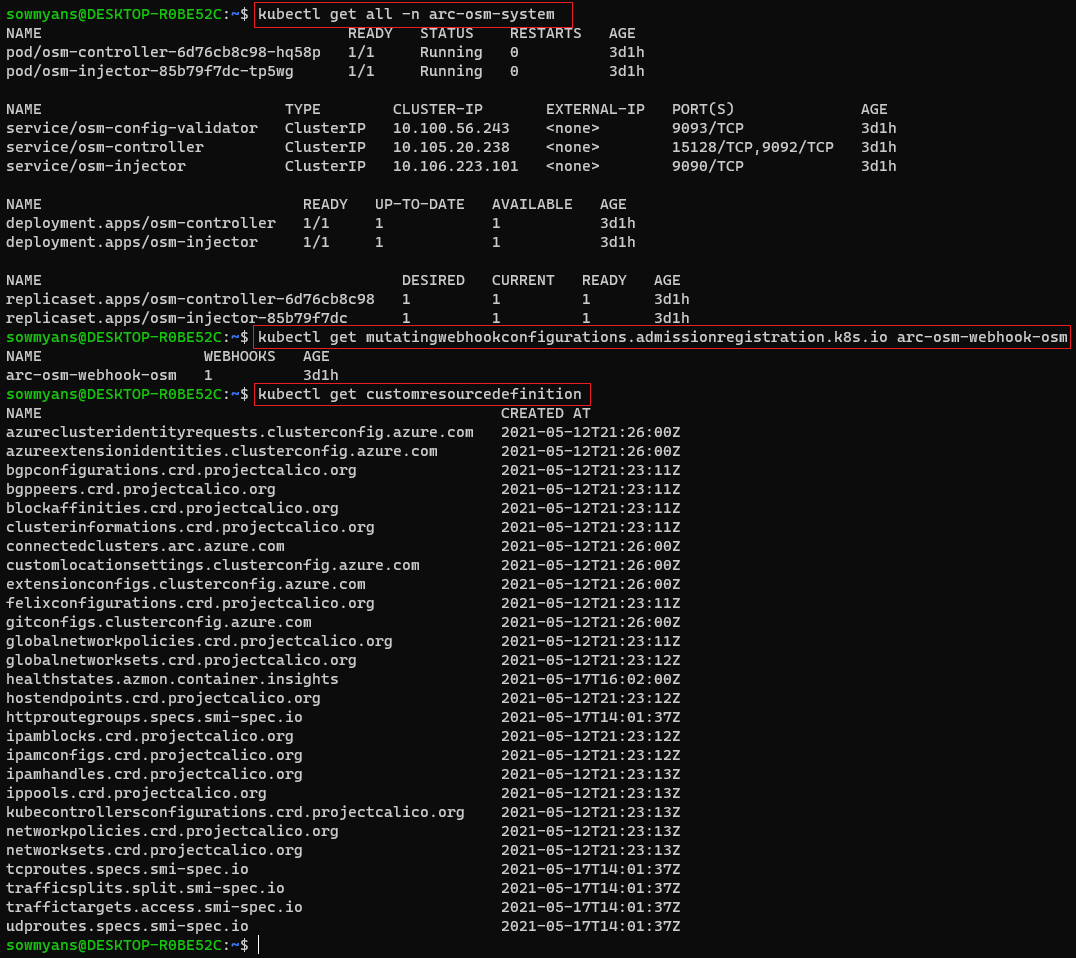 sowmyans@DESKTOP-R0BE52C:~$ kubectl get all -n arc-osm-system
NAME READY STATUS RESTARTS AGE
pod/osm-controller-6d76cb8c98-hq58p 1/1 Running 0 3d1h
pod/osm-injector-85b79f7dc-tp5wg 1/1 Running 0 3d1h
NAME TYPE CLUSTER-IP EXTERNAL-IP PORT(S) AGE
service/osm-config-validator ClusterIP 10.100.56.243 <none> 9093/TCP 3d1h
service/osm-controller ClusterIP 10.105.20.238 <none> 15128/TCP,9092/TCP 3d1h
service/osm-injector ClusterIP 10.106.223.101 <none> 9090/TCP 3d1h
NAME READY UP-TO-DATE AVAILABLE AGE
deployment.apps/osm-controller 1/1 1 1 3d1h
deployment.apps/osm-injector 1/1 1 1 3d1h
NAME DESIRED CURRENT READY AGE
replicaset.apps/osm-controller-6d76cb8c98 1 1 1 3d1h
replicaset.apps/osm-injector-85b79f7dc 1 1 1 3d1h
sowmyans@DESKTOP-R0BE52C:~$ kubectl get mutatingwebhookconfigurations.admissionregistration.k8s.io arc-osm-webhook-osm
NAME WEBHOOKS AGE
arc-osm-webhook-osm 1 3d1h
sowmyans@DESKTOP-R0BE52C:~$ kubectl get customresourcedefinition
NAME CREATED AT
azureclusteridentityrequests.clusterconfig.azure.com 2021-05-12T21:26:00Z
azureextensionidentities.clusterconfig.azure.com 2021-05-12T21:26:00Z
bgpconfigurations.crd.projectcalico.org 2021-05-12T21:23:11Z
bgppeers.crd.projectcalico.org 2021-05-12T21:23:11Z
blockaffinities.crd.projectcalico.org 2021-05-12T21:23:11Z
clusterinformations.crd.projectcalico.org 2021-05-12T21:23:11Z
connectedclusters.arc.azure.com 2021-05-12T21:26:00Z
customlocationsettings.clusterconfig.azure.com 2021-05-12T21:26:00Z
extensionconfigs.clusterconfig.azure.com 2021-05-12T21:26:00Z
felixconfigurations.crd.projectcalico.org 2021-05-12T21:23:11Z
gitconfigs.clusterconfig.azure.com 2021-05-12T21:26:00Z
globalnetworkpolicies.crd.projectcalico.org 2021-05-12T21:23:11Z
globalnetworksets.crd.projectcalico.org 2021-05-12T21:23:12Z
healthstates.azmon.container.insights 2021-05-17T16:02:00Z
hostendpoints.crd.projectcalico.org 2021-05-12T21:23:12Z
httproutegroups.specs.smi-spec.io 2021-05-17T14:01:37Z
ipamblocks.crd.projectcalico.org 2021-05-12T21:23:12Z
ipamconfigs.crd.projectcalico.org 2021-05-12T21:23:12Z
ipamhandles.crd.projectcalico.org 2021-05-12T21:23:13Z
ippools.crd.projectcalico.org 2021-05-12T21:23:13Z
kubecontrollersconfigurations.crd.projectcalico.org 2021-05-12T21:23:13Z
networkpolicies.crd.projectcalico.org 2021-05-12T21:23:13Z
networksets.crd.projectcalico.org 2021-05-12T21:23:13Z
tcproutes.specs.smi-spec.io 2021-05-17T14:01:37Z
trafficsplits.split.smi-spec.io 2021-05-17T14:01:37Z
traffictargets.access.smi-spec.io 2021-05-17T14:01:37Z
udproutes.specs.smi-spec.io 2021-05-17T14:01:37Z
sowmyans@DESKTOP-R0BE52C:~$